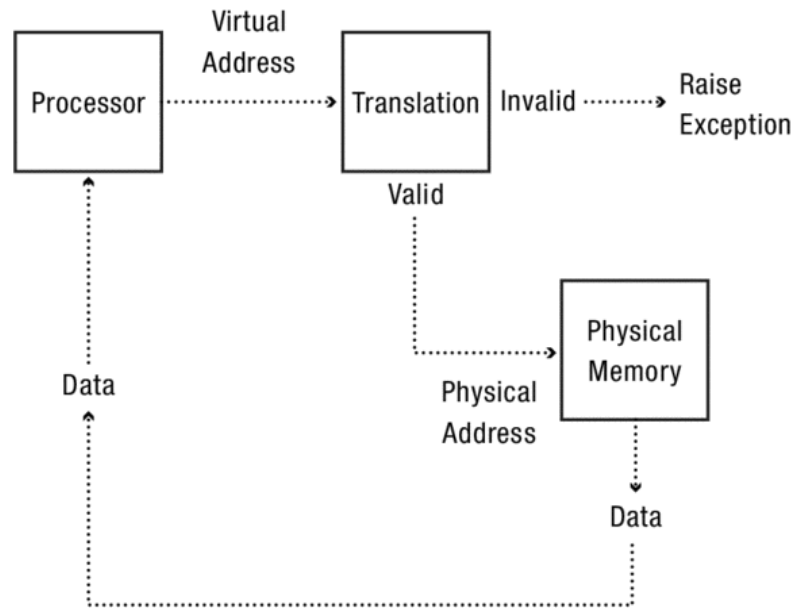 Virtual
Address
Processor
Translation
Invalid
Raise
Exception
Valid
Physical
Memory
Physical
Address
Data
Data